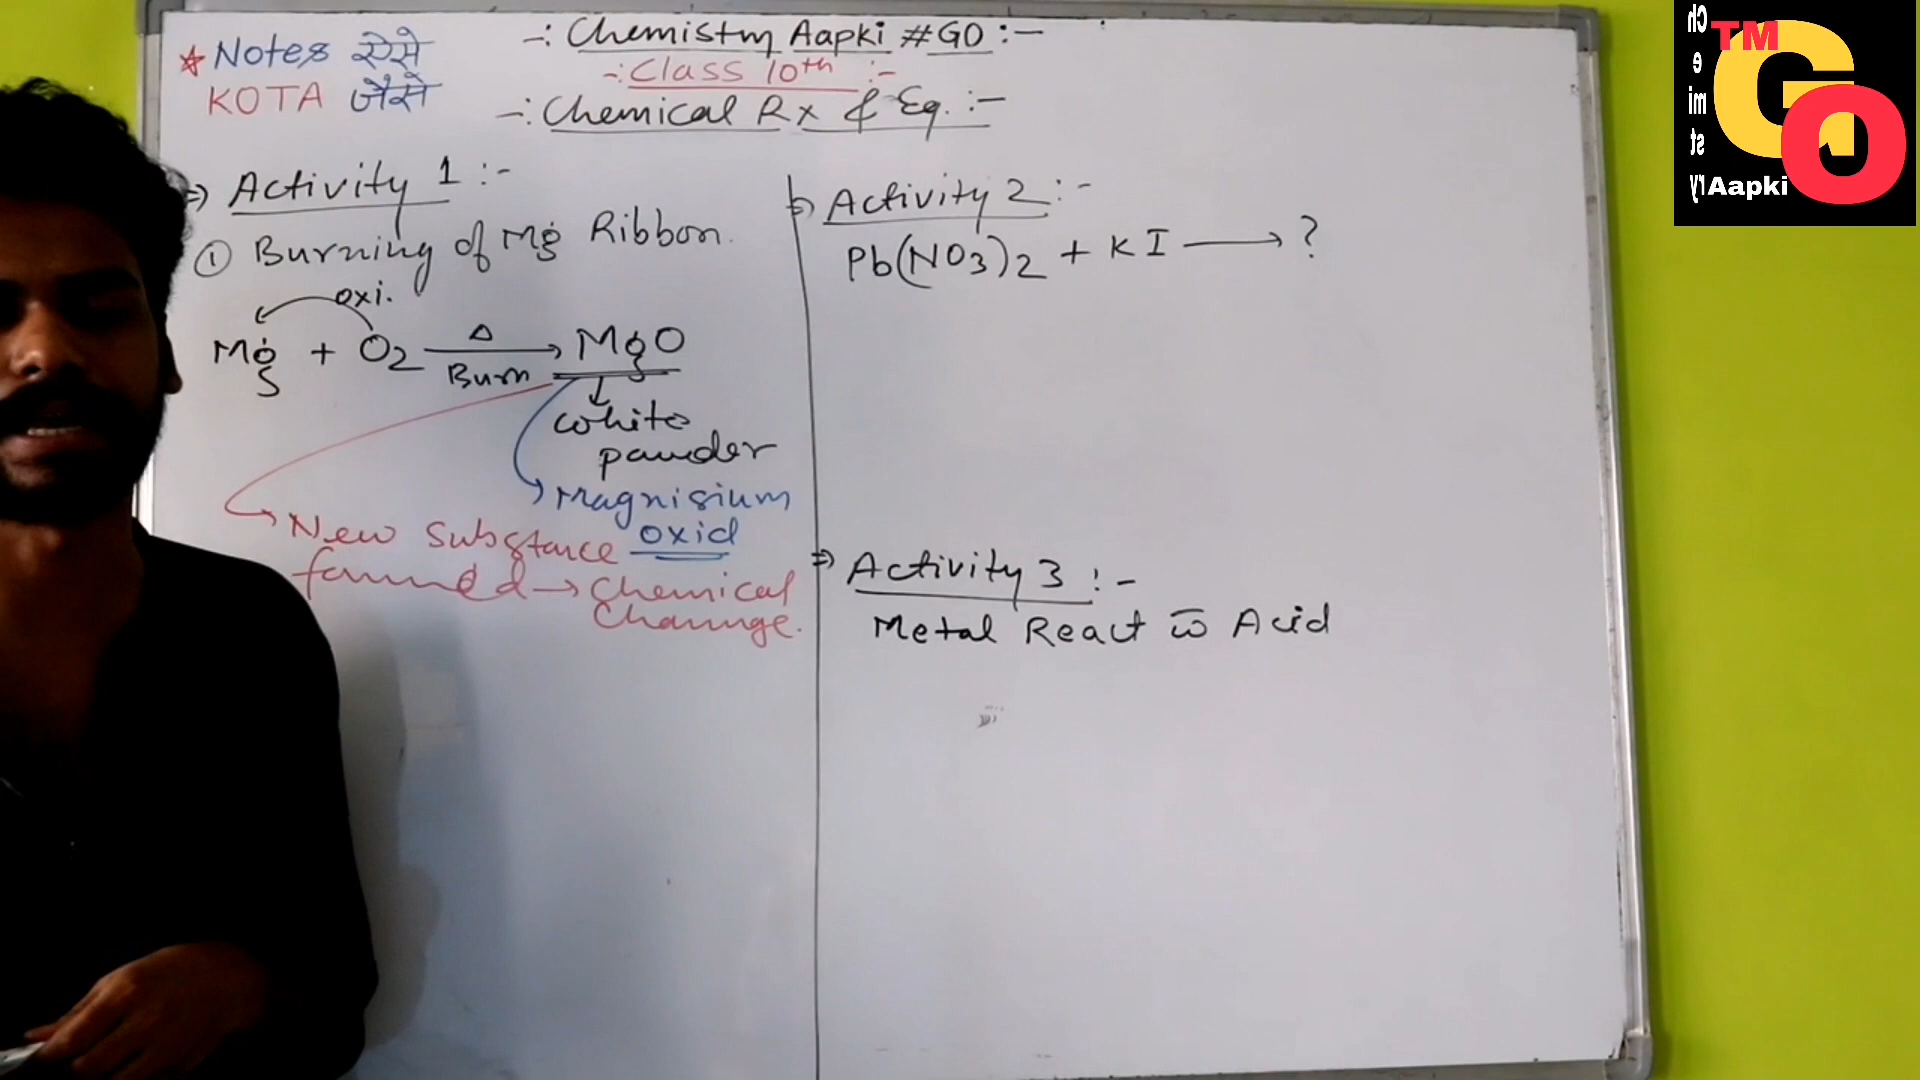 ★ Notes ऐसे
KOTA जैसे
-: Chemistry Aapki #GO :-
-: Class 10th :-
-: Chemical Rx & Eq. :-
⇒ Activity 1 :-
① Burning of Mg Ribbon.
oxi.
Mg + O2 → MgO
Δ
Burn
S
White
powder
Magnisium
oxid
New Substance
formed → Chemical
Change.
⇒ Activity 2 :-
Pb(NO3)2 + KI → ?
⇒ Activity 3 :-
Metal React w̄ Acid
Chemistry
TM
GO
Aapki